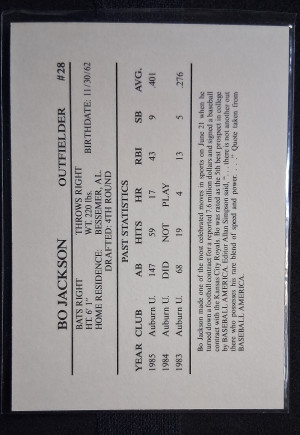 BO JACKSON OUTFIELDER #28
BATS RIGHT THROWS RIGHT BIRTHDATE: 11/30/62
HT. 6' 1" WT. 220 lbs.
HOME RESIDENCE: BESSEMER, AL
DRAFTED: 4TH ROUND
PAST STATISTICS
YEAR CLUB AB HITS HR RBI SB AVG.
1985 Auburn U. 147 59 17 43 9 .401
1984 Auburn U. DID NOT PLAY
1983 Auburn U. 68 19 4 13 5 .276
Bo Jackson made one of the most celebrated moves in sports on June 21 when he
turned down a football contract for a reported 7.6 million dollars and signed a baseball
contract with the Kansas City Royals. Bo was rated as the 5th best prospect in college
by BASEBALL AMERICA. Editor Allan Simpson said, ". . . there is not another out
there who possesses his rare blend of speed and power. . . ." Quote taken from
BASEBALL AMERICA.